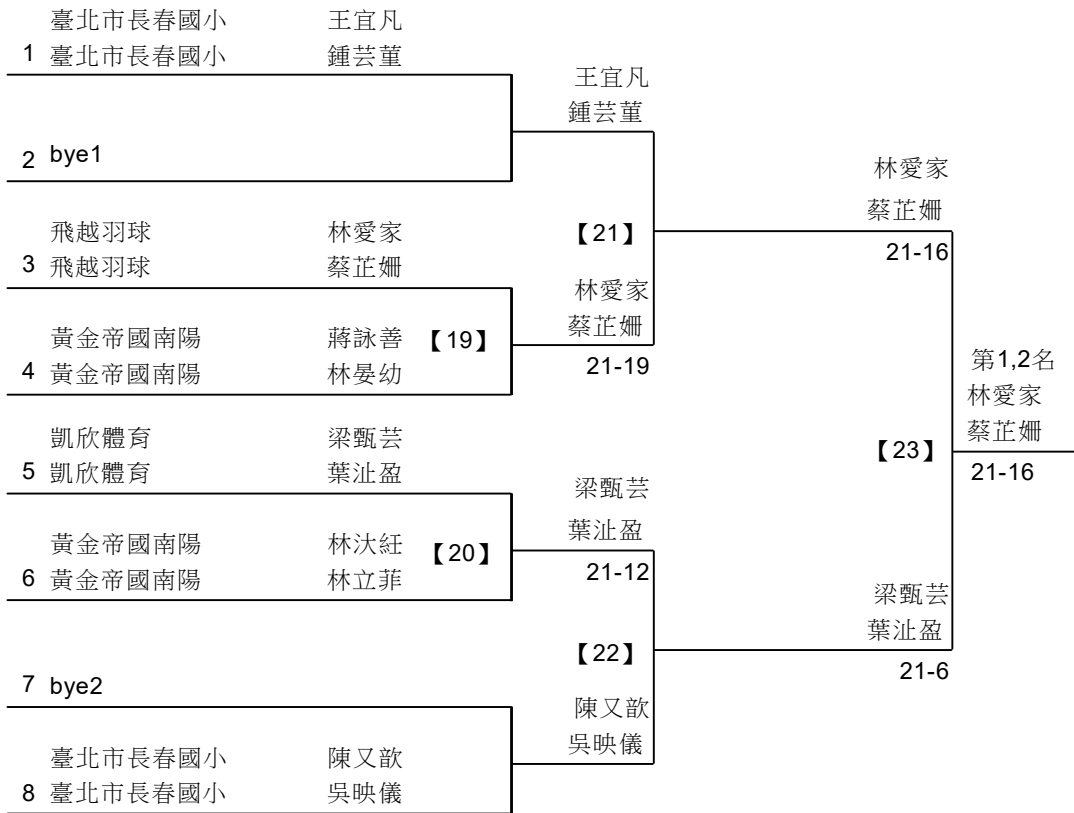 臺北市長春國小 王宜凡
1 臺北市長春國小 鍾芸菫
2 bye1
飛越羽球 林愛家
3 飛越羽球 蔡芷姍
黃金帝國南陽 蔣詠善
4 黃金帝國南陽 林晏幼
【19】
凱欣體育 梁甄芸
5 凱欣體育 葉沚盈
黃金帝國南陽 林汏紝
6 黃金帝國南陽 林立菲
【20】
7 bye2
臺北市長春國小 陳又歆
8 臺北市長春國小 吳映儀
王宜凡
鍾芸菫
【21】
林愛家
蔡芷姍
21-19
梁甄芸
葉沚盈
21-12
【22】
陳又歆
吳映儀
林愛家
蔡芷姍
21-16
【23】
梁甄芸
葉沚盈
21-6
第1,2名
林愛家
蔡芷姍
21-16